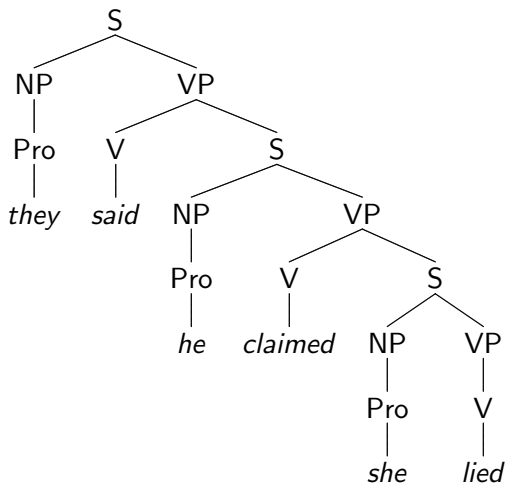 S
NP VP
Pro V S
they said NP VP
Pro V S
he claimed NP VP
Pro V
she lied